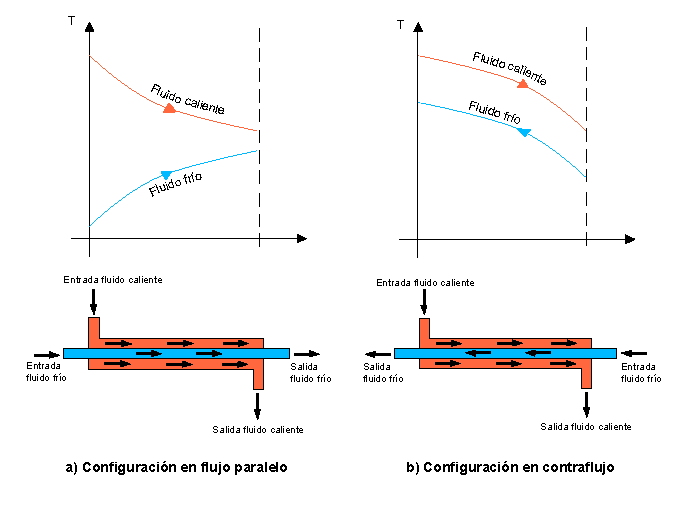 T
Fluido caliente
Fluido frío
Entrada fluido caliente
Entrada
fluido frío
Salida
fluido frío
Salida fluido caliente
a) Configuración en flujo paralelo
T
Fluido caliente
Fluido frío
Entrada fluido caliente
Salida
fluido frío
Entrada
fluido frío
Salida fluido caliente
b) Configuración en contraflujo